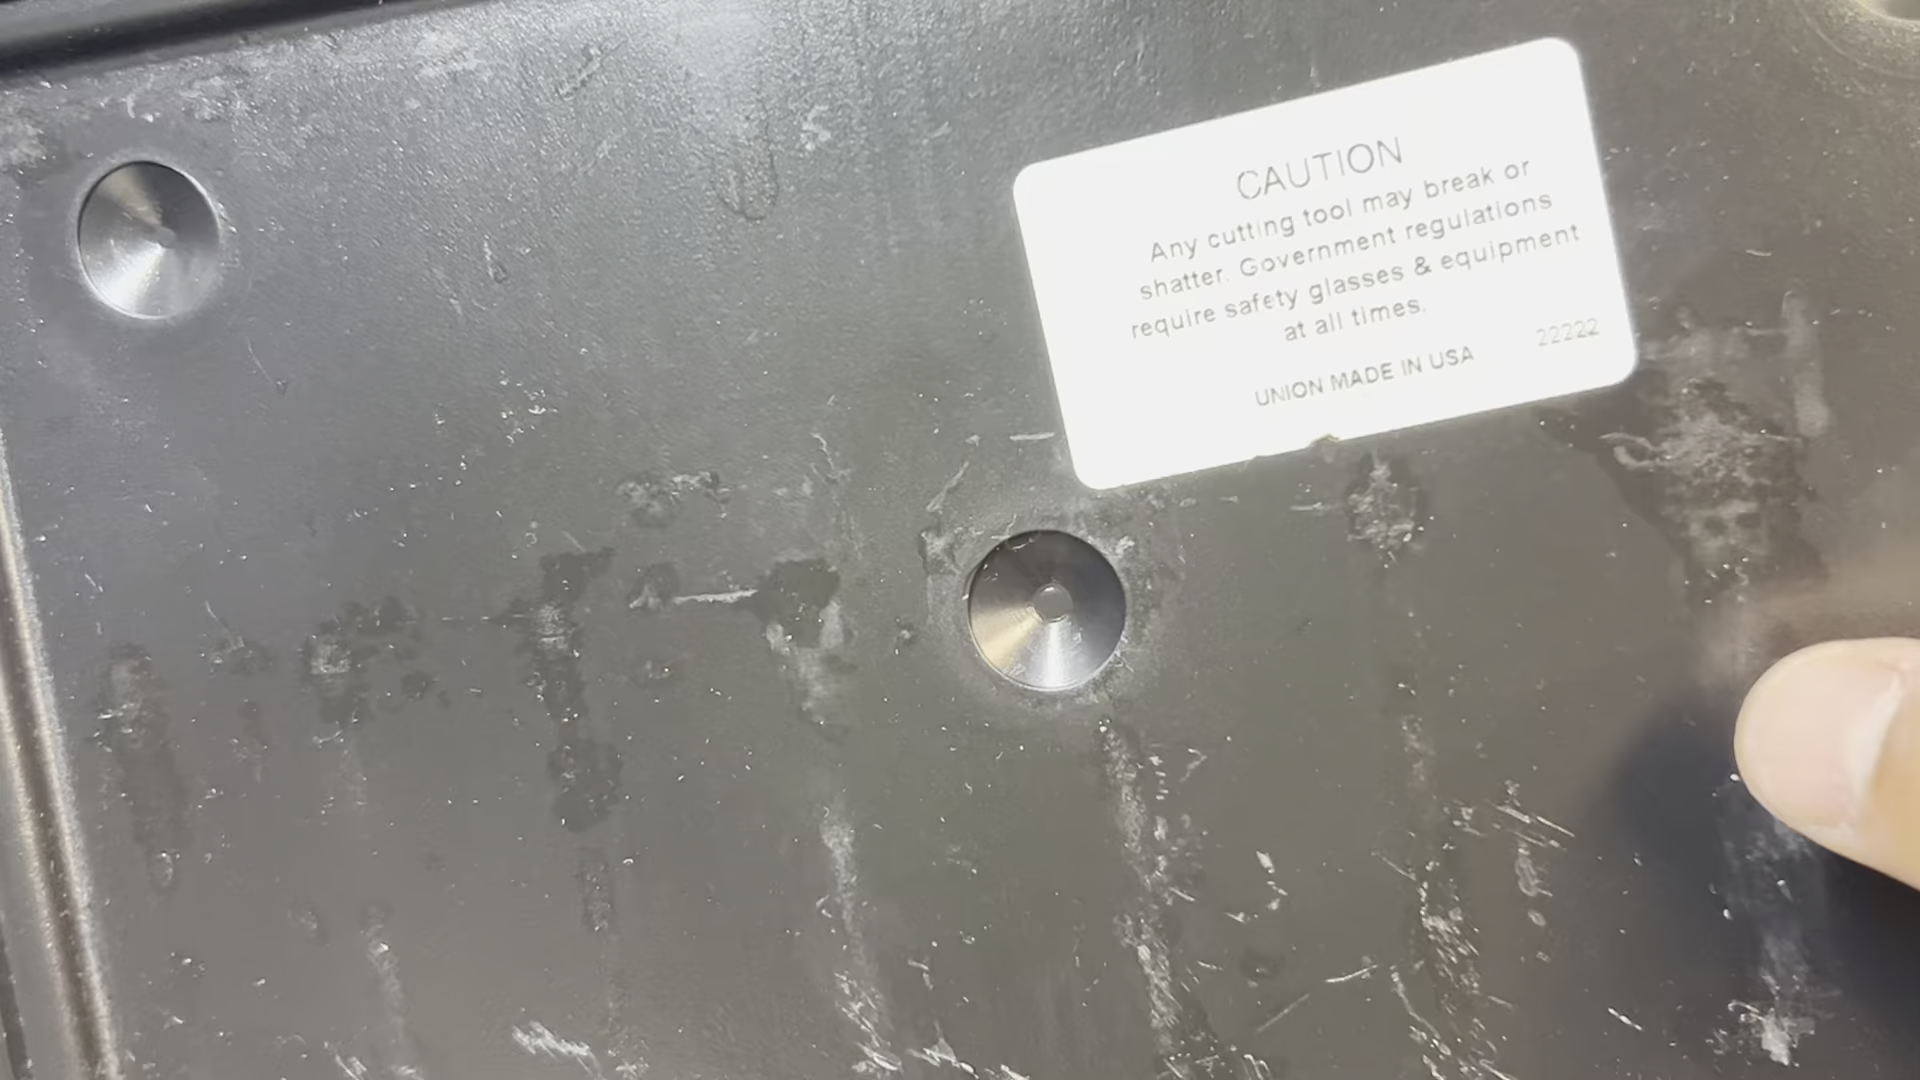 CAUTION
Any cutting tool may break or
shatter. Government regulations
require safety glasses & equipment
at all times.
UNION MADE IN USA 22222